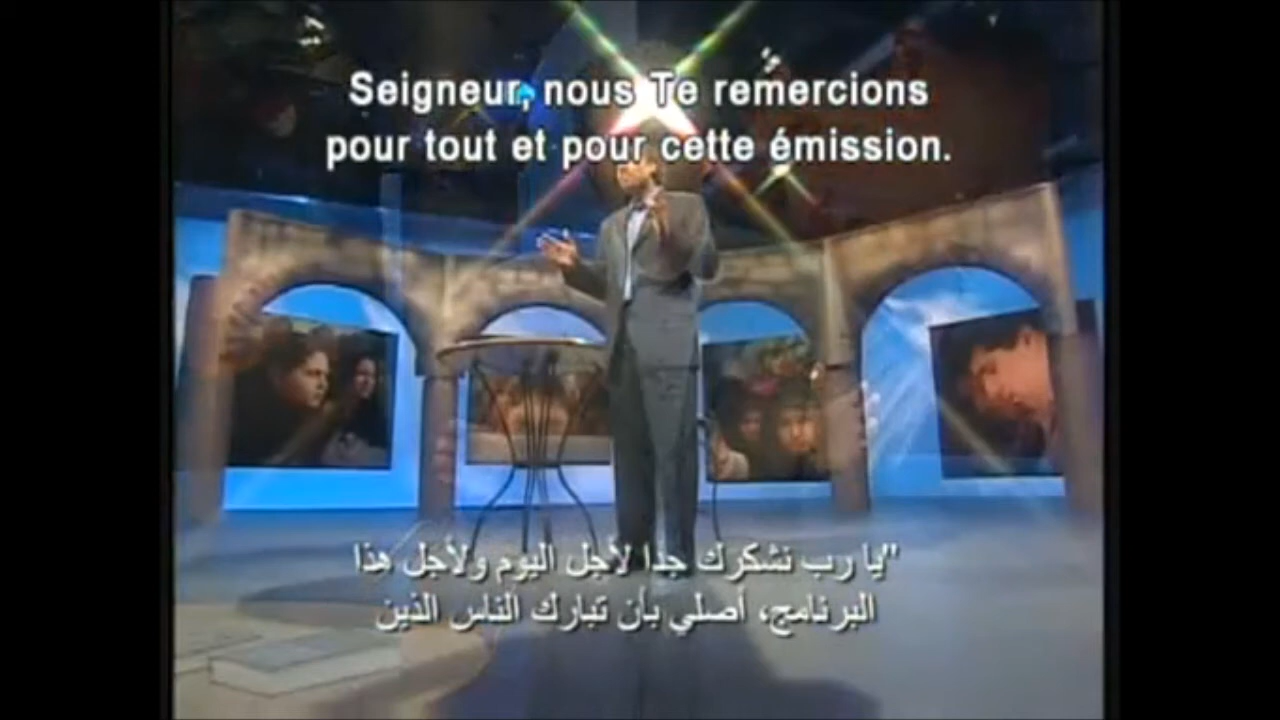 Seigneur, nous Te remercions
pour tout et pour cette émission.
"يا رب نشكرك جدا لأجل اليوم ولأجل هذا
البرنامج، أصلي بأن تبارك الناس الذين